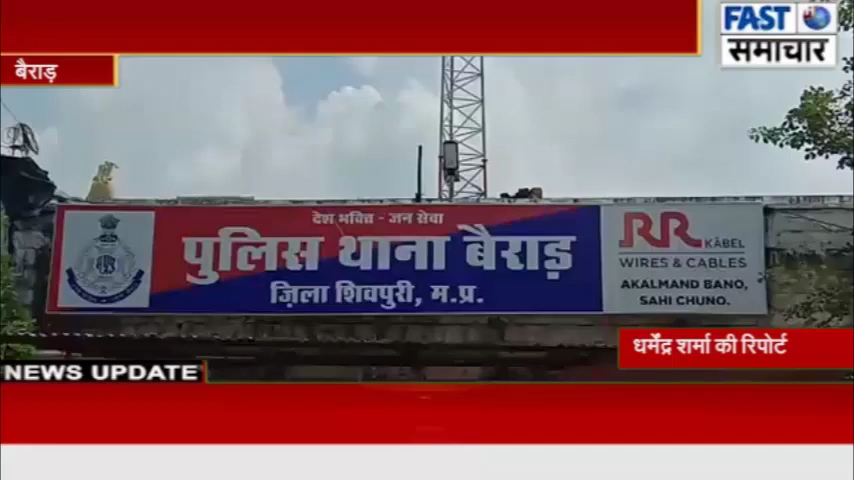 FAST
समाचार
बैराड़
देश भक्ति - जन सेवा
पुलिस थाना बैराड़
ज़िला शिवपुरी, म.प्र.
RR KABEL
WIRES & CABLES
AKALMAND BANO,
SAHI CHUNO.
धर्मेंद्र शर्मा की रिपोर्ट
NEWS UPDATE